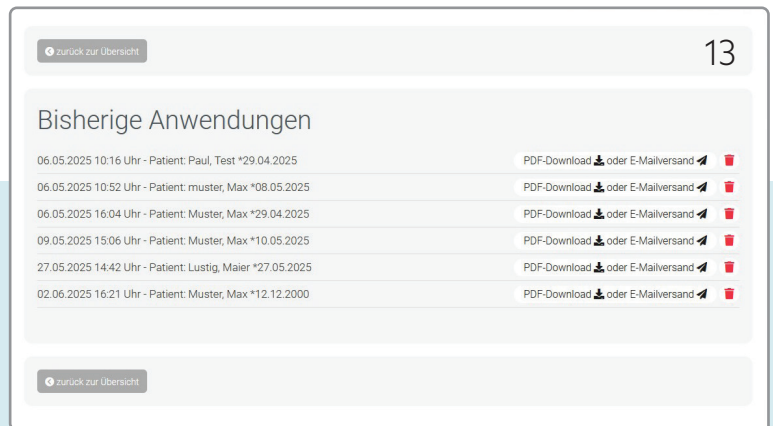 zurück zur Übersicht
13
Bisherige Anwendungen
06.05.2025 10:16 Uhr - Patient: Paul, Test *29.04.2025 PDF-Download oder E-Mailversand
06.05.2025 10:52 Uhr - Patient: muster, Max *08.05.2025 PDF-Download oder E-Mailversand
06.05.2025 16:04 Uhr - Patient: Muster, Max *29.04.2025 PDF-Download oder E-Mailversand
09.05.2025 15:06 Uhr - Patient: Muster, Max *10.05.2025 PDF-Download oder E-Mailversand
27.05.2025 14:42 Uhr - Patient: Lustig, Maier *27.05.2025 PDF-Download oder E-Mailversand
02.06.2025 16:21 Uhr - Patient: Muster, Max *12.12.2000 PDF-Download oder E-Mailversand
zurück zur Übersicht